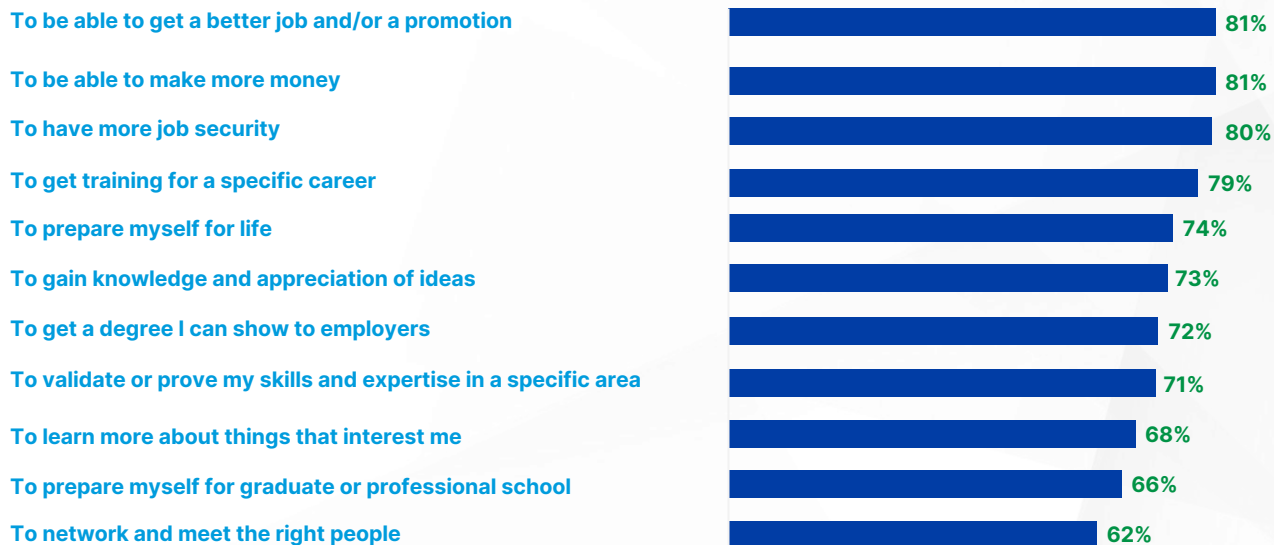 To be able to get a better job and/or a promotion 81%
To be able to make more money 81%
To have more job security 80%
To get training for a specific career 79%
To prepare myself for life 74%
To gain knowledge and appreciation of ideas 73%
To get a degree I can show to employers 72%
To validate or prove my skills and expertise in a specific area 71%
To learn more about things that interest me 68%
To prepare myself for graduate or professional school 66%
To network and meet the right people 62%